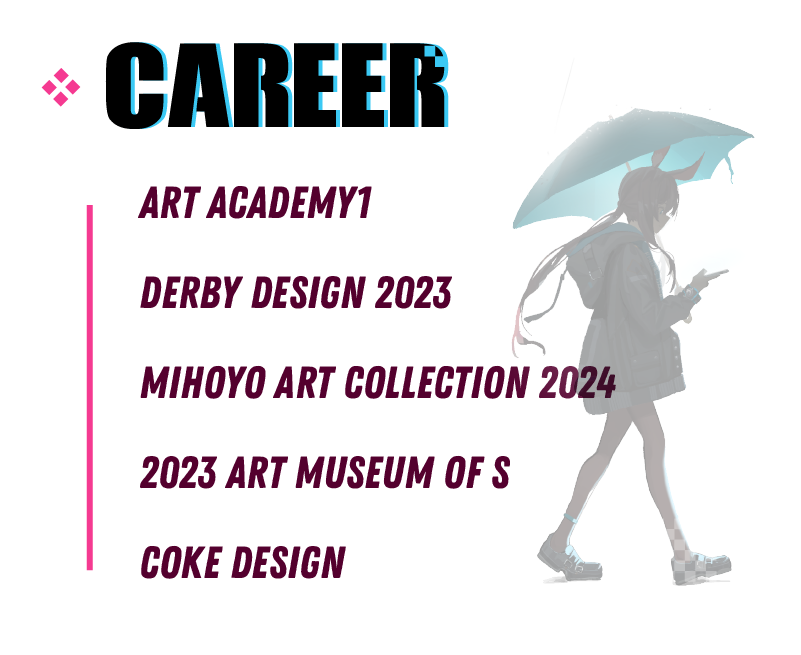 CAREER
ART ACADEMY1
DERBY DESIGN 2023
MIHOYO ART COLLECTION 2024
2023 ART MUSEUM OF S
COKE DESIGN